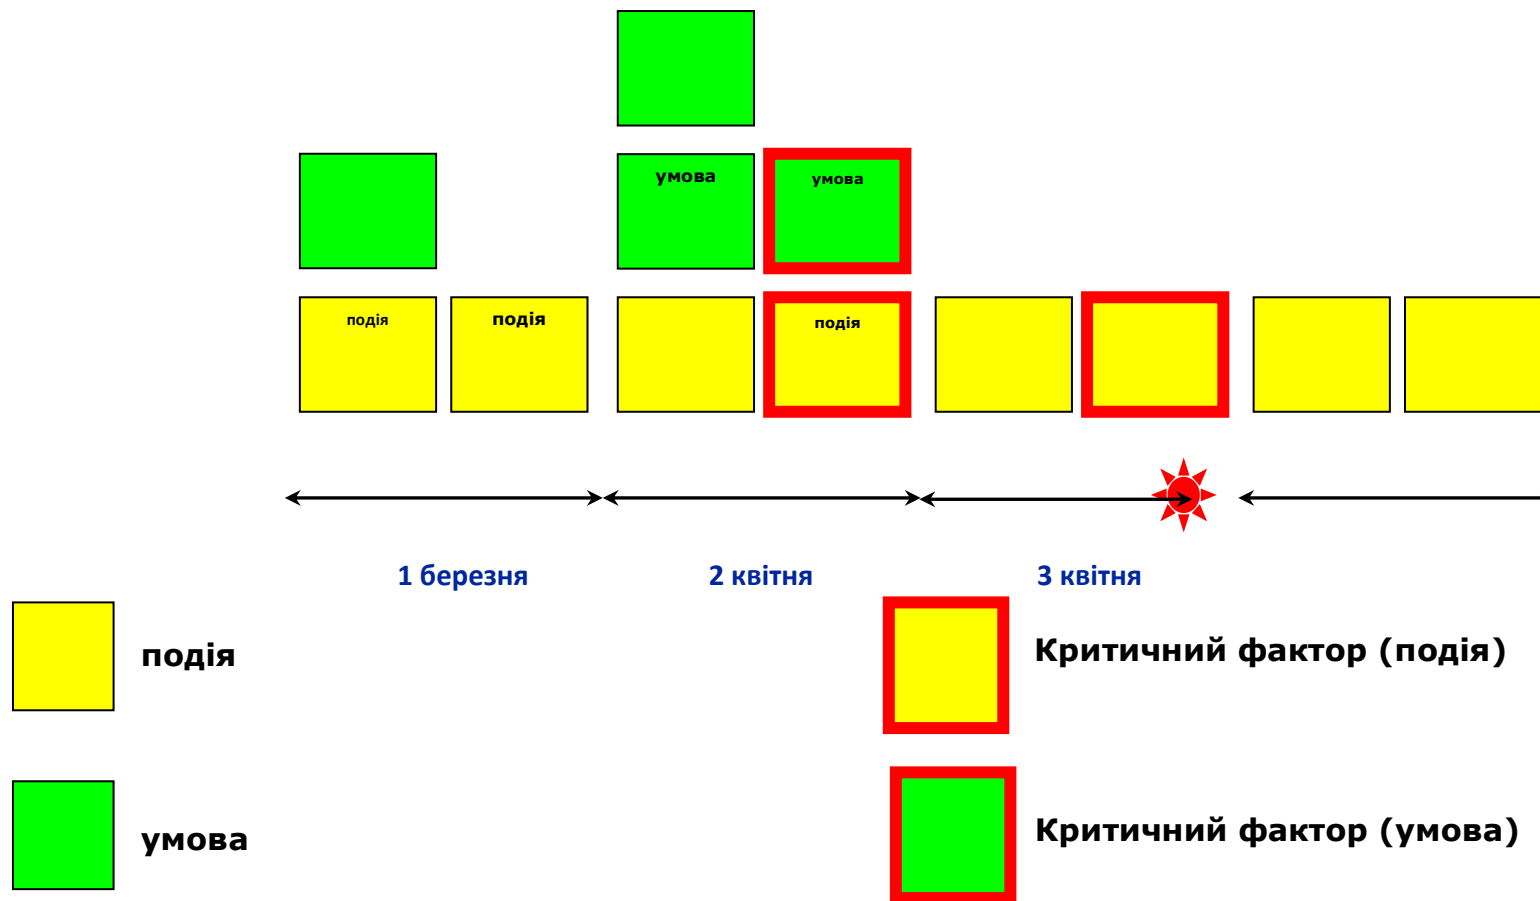 умова
умова
подія
подія
подія
1 березня
2 квітня
3 квітня
подія
Критичний фактор (подія)
умова
Критичний фактор (умова)